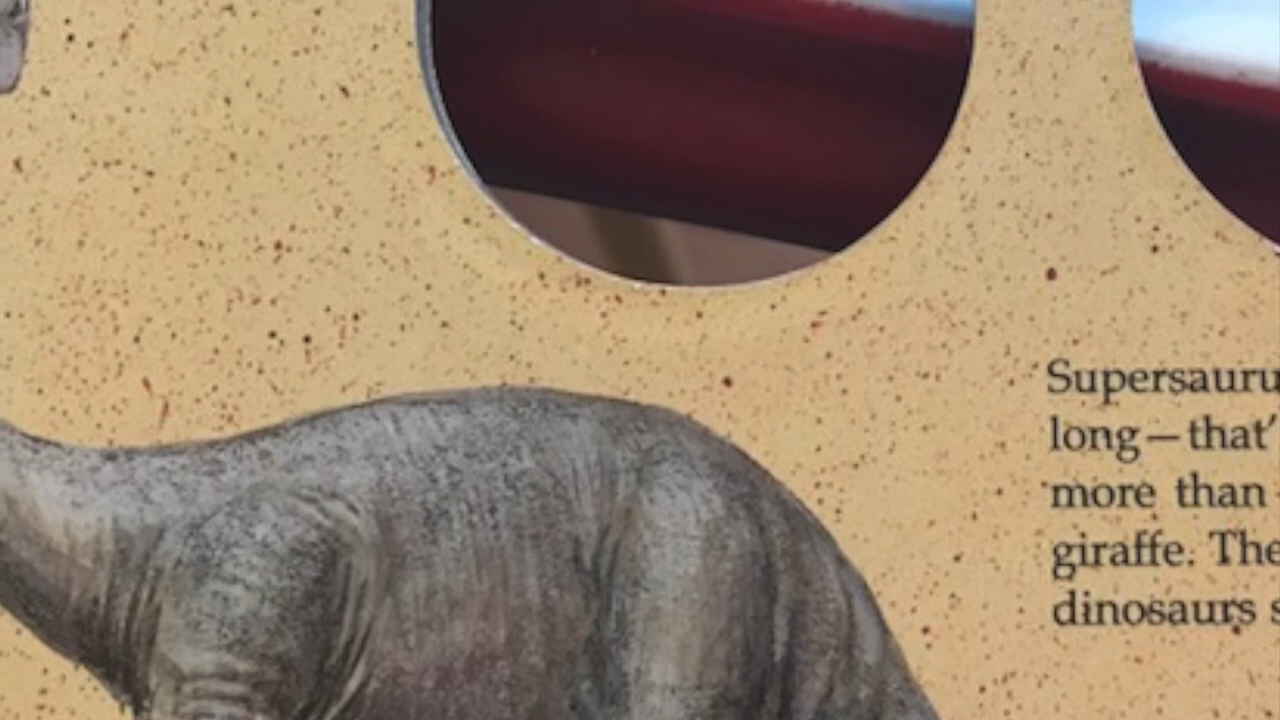 Supersauru
long—that'
more than
giraffe. The
dinosaurs s